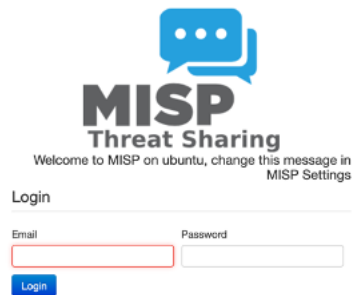 MISP
Threat Sharing
Welcome to MISP on ubuntu, change this message in
MISP Settings
Login
Email Password
Login